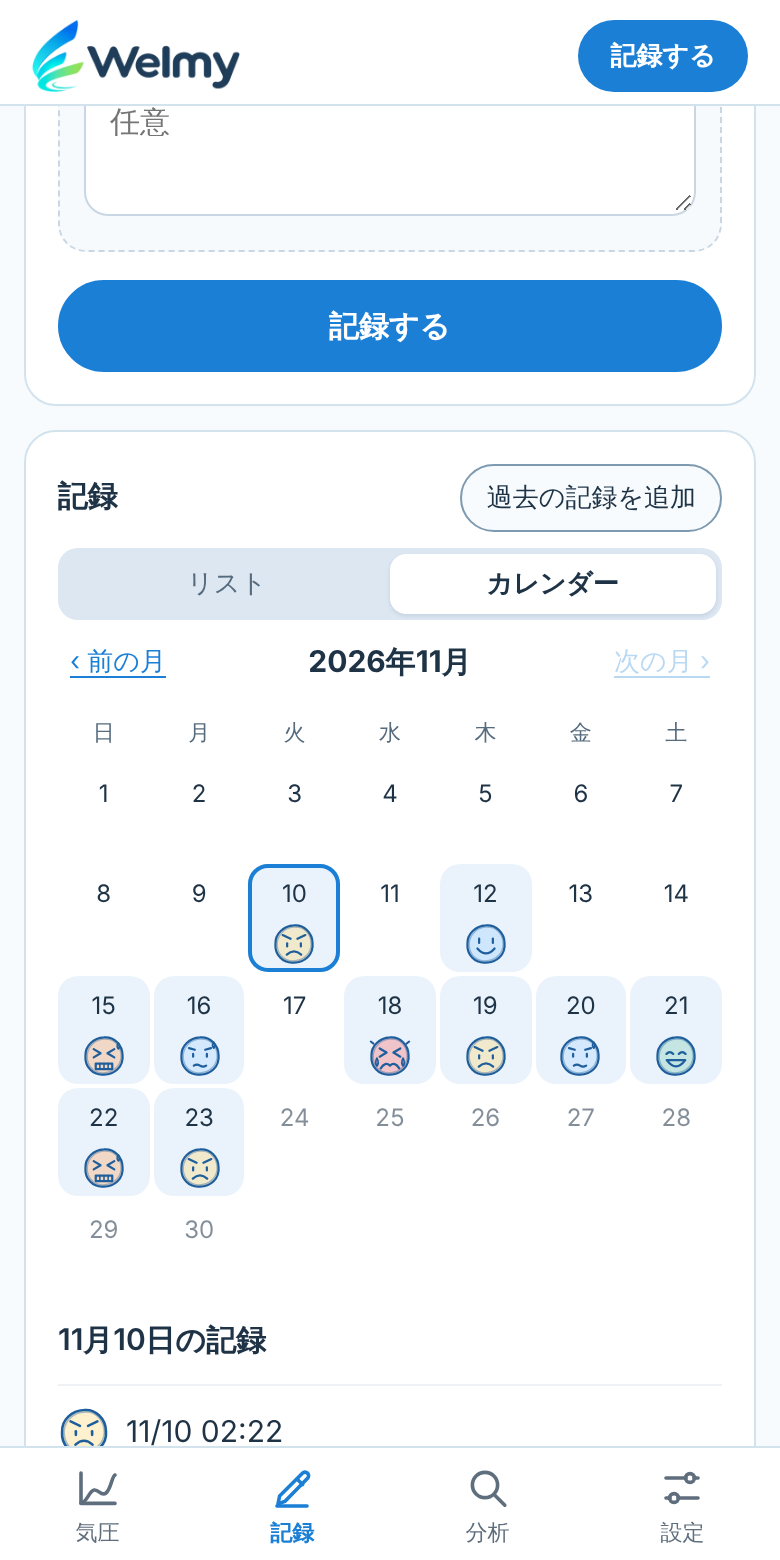 Welmy
記録する
任意
記録する
記録
過去の記録を追加
リスト
カレンダー
‹ 前の月
2026年11月
次の月 ›
日 月 火 水 木 金 土
1 2 3 4 5 6 7
8 9 10 11 12 13 14
15 16 17 18 19 20 21
22 23 24 25 26 27 28
29 30
11月10日の記録
11/10 02:22
気圧
記録
分析
設定